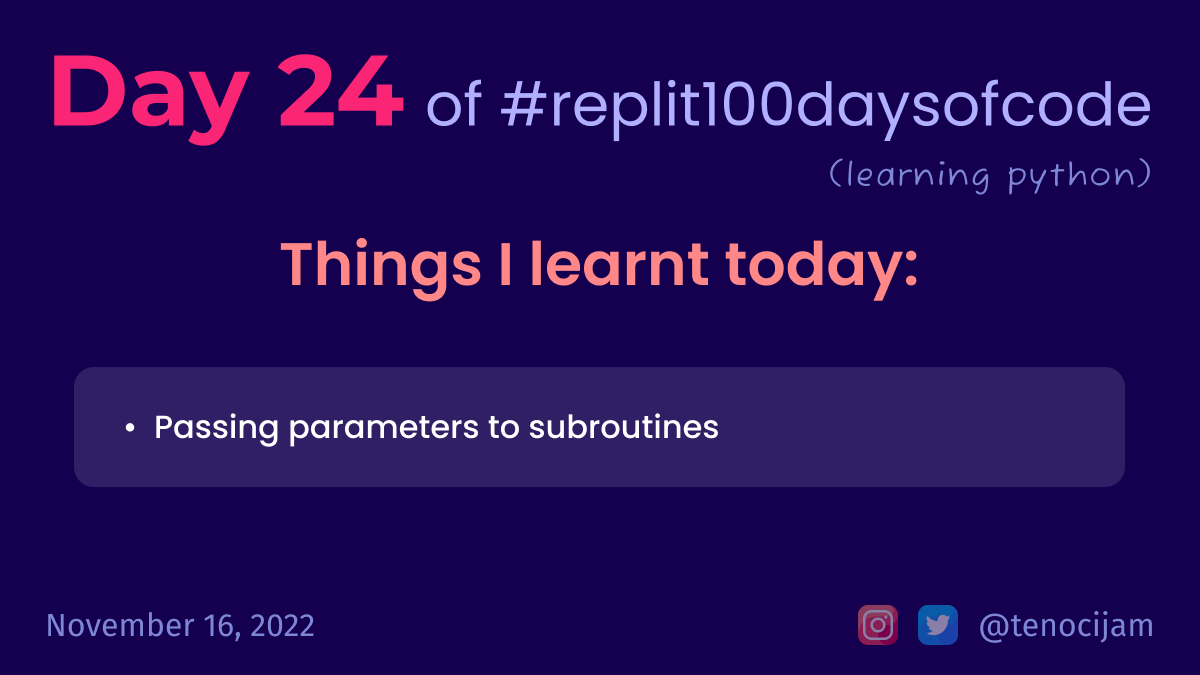 Day 24 of #replit100daysofcode
(learning python)
Things I learnt today:
• Passing parameters to subroutines
November 16, 2022
@tenocijam